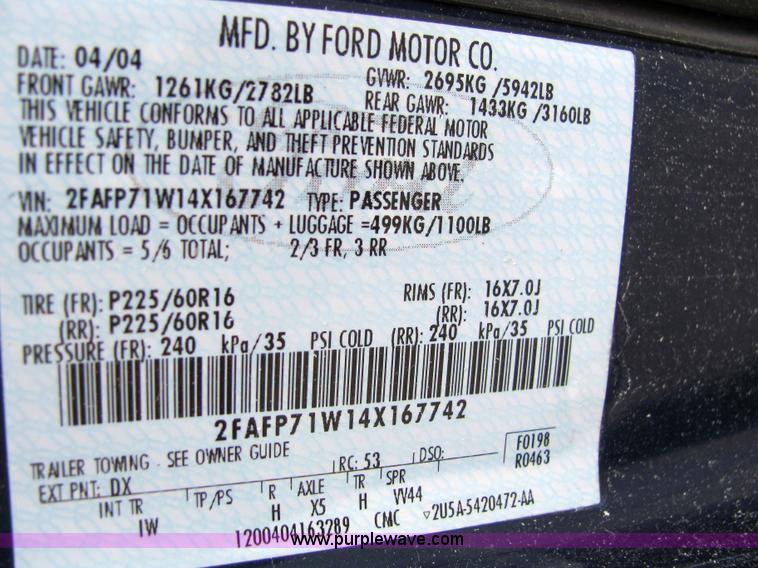 MFD. BY FORD MOTOR CO.
DATE: 04/04
GVWR: 2695KG/5942LB
FRONT GAWR: 1261KG/2782LB
REAR GAWR: 1433KG/3160LB
THIS VEHICLE CONFORMS TO ALL APPLICABLE FEDERAL MOTOR
VEHICLE SAFETY, BUMPER, AND THEFT PREVENTION STANDARDS
IN EFFECT ON THE DATE OF MANUFACTURE SHOWN ABOVE.
VIN: 2FAFP71W14X167742 TYPE: PASSENGER
MAXIMUM LOAD = OCCUPANTS + LUGGAGE =499KG/1100LB
OCCUPANTS = 5/6 TOTAL; 2/3 FR, 3 RR
TIRE (FR): P225/60R16 RIMS (FR): 16X7.0J
(RR): P225/60R16 (RR): 16X7.0J
PRESSURE (FR): 240 kPa/35 PSI COLD (RR): 240 kPa/35 PSI COLD
2FAFP71W14X167742
TRAILER TOWING - SEE OWNER GUIDE
RC: 53 DSO: F0198
R0463
EXT PNT: DX
INT TR TP/PS R AXLE TR SPR
IW H X5 H VV44
1200404163289 CMC ▽2U5A-5420472-AA
www.purplewave.com